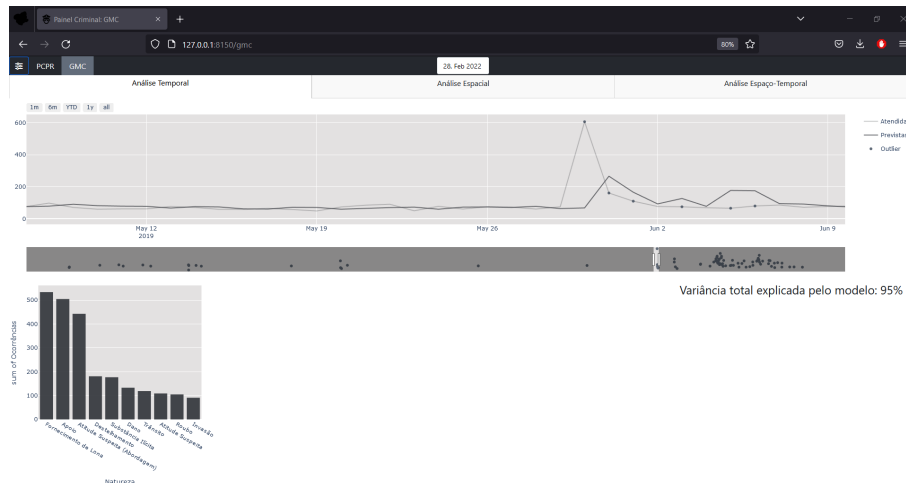 Painel Criminal: GMC
127.0.0.1:8150/gmc
80%
PCPR GMC
28, Feb 2022
Análise Temporal
Análise Espacial
Análise Espaço-Temporal
1m 6m YTD 1y all
600
400
200
0
May 12
2019
May 19
May 26
Jun 2
Jun 9
Atendida
Previstas
Outlier
Variância total explicada pelo modelo: 95%
500
400
300
200
100
0
sum of Ocorrências
Fornecimento de Lona
Apoio
Atitude Suspeita (Abordagem)
Destelhamento
Substância Ilícita
Dano
Trânsito
Atitude Suspeita
Roubo
Invasão
Natureza